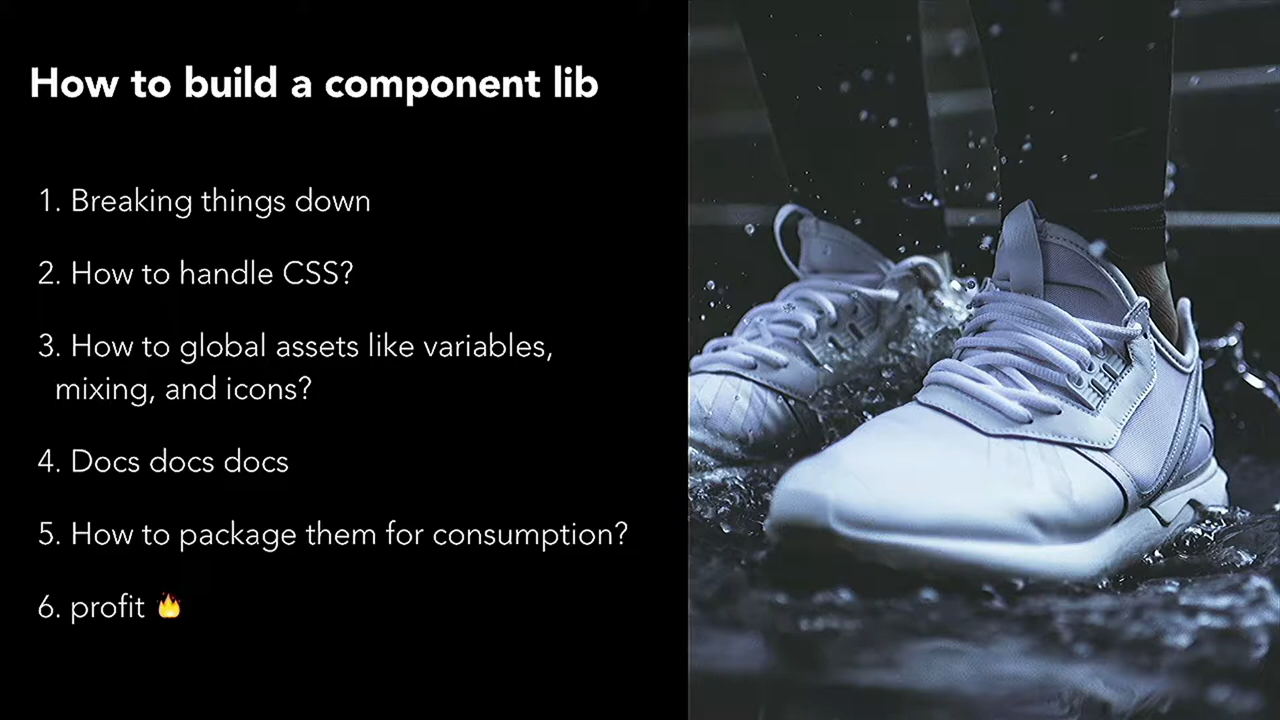 How to build a component lib
1. Breaking things down
2. How to handle CSS?
3. How to global assets like variables,
mixing, and icons?
4. Docs docs docs
5. How to package them for consumption?
6. profit 🔥